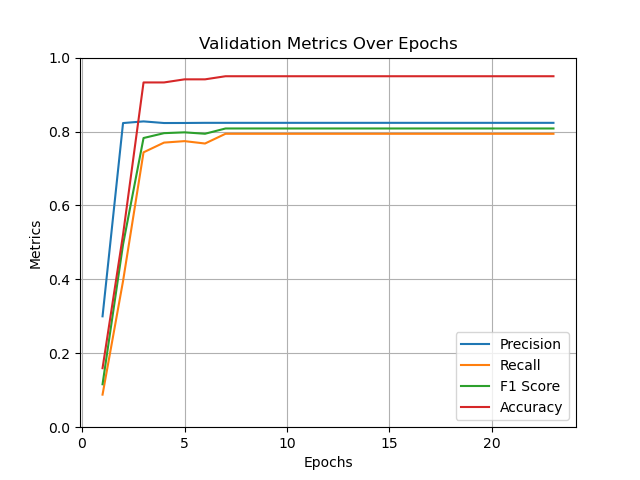 Validation Metrics Over Epochs
Metrics
1.0
0.8
0.6
0.4
0.2
0.0
0
5
10
15
20
Epochs
Precision
Recall
F1 Score
Accuracy